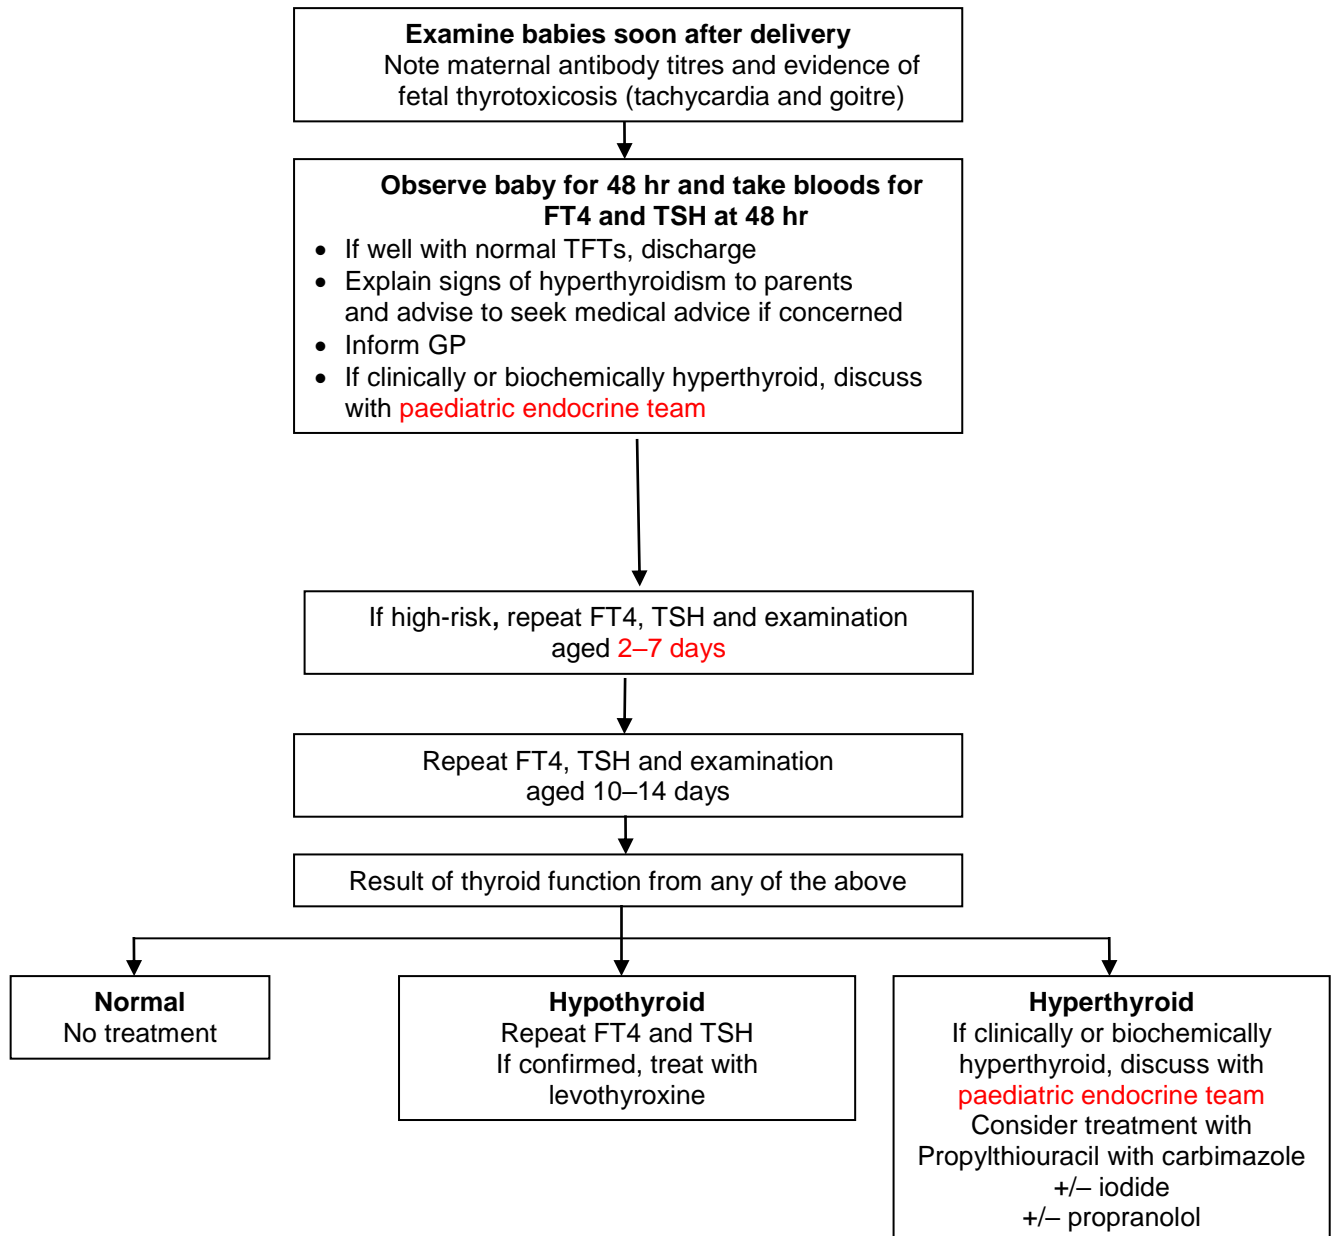 Examine babies soon after delivery
Note maternal antibody titres and evidence of
fetal thyrotoxicosis (tachycardia and goitre)
Observe baby for 48 hr and take bloods for
FT4 and TSH at 48 hr
• If well with normal TFTs, discharge
• Explain signs of hyperthyroidism to parents
and advise to seek medical advice if concerned
• Inform GP
• If clinically or biochemically hyperthyroid, discuss
with paediatric endocrine team
If high-risk, repeat FT4, TSH and examination
aged 2–7 days
Repeat FT4, TSH and examination
aged 10–14 days
Result of thyroid function from any of the above
Normal
No treatment
Hypothyroid
Repeat FT4 and TSH
If confirmed, treat with
levothyroxine
Hyperthyroid
If clinically or biochemically
hyperthyroid, discuss with
paediatric endocrine team
Consider treatment with
Propylthiouracil with carbimazole
+/– iodide
+/– propranolol